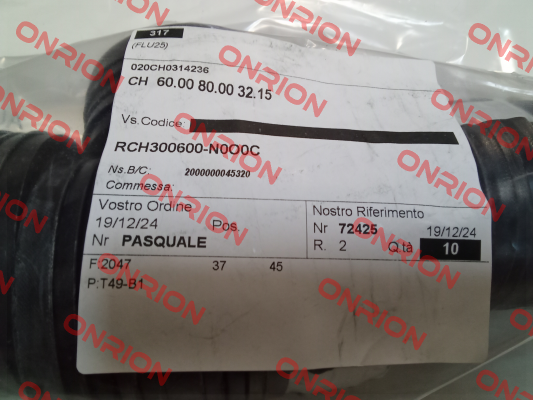 317
(FLU25)
020CH0314236
CH 60.00 80.00 32.15
Vs.Codice:
RCH300600-N0O0C
Ns.B/C: 2000000045320
Commessa:
Vostro Ordine
19/12/24 Pos.
Nr PASQUALE
Nostro Riferimento
Nr 72425 19/12/24
R. 2 Q.tà 10
F:2047 37 45
P:T49-B1
ONRION